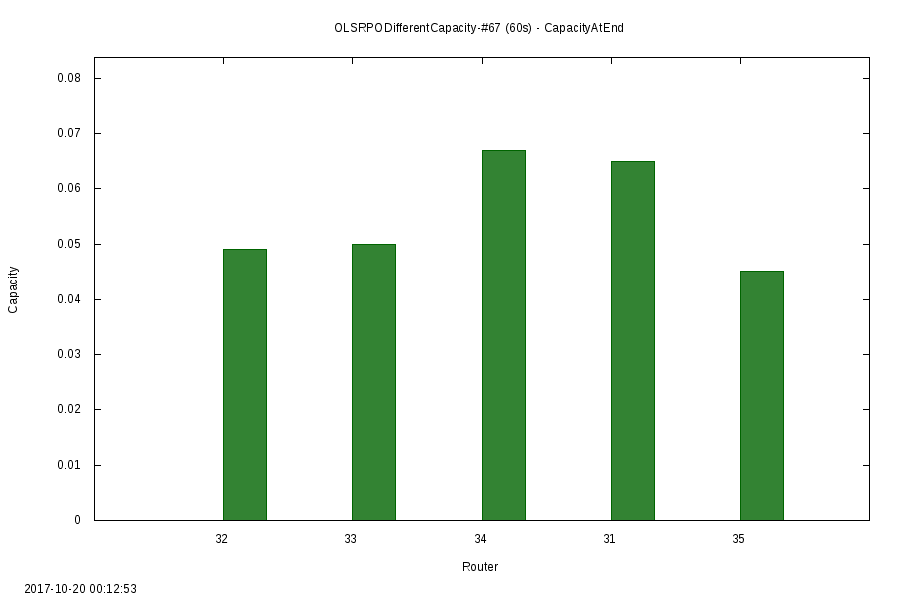 OLSRPODifferentCapacity-#67 (60s) - CapacityAtEnd
0.08
0.07
0.06
0.05
0.04
0.03
0.02
0.01
0
Capacity
32 33 34 31 35
Router
2017-10-20 00:12:53